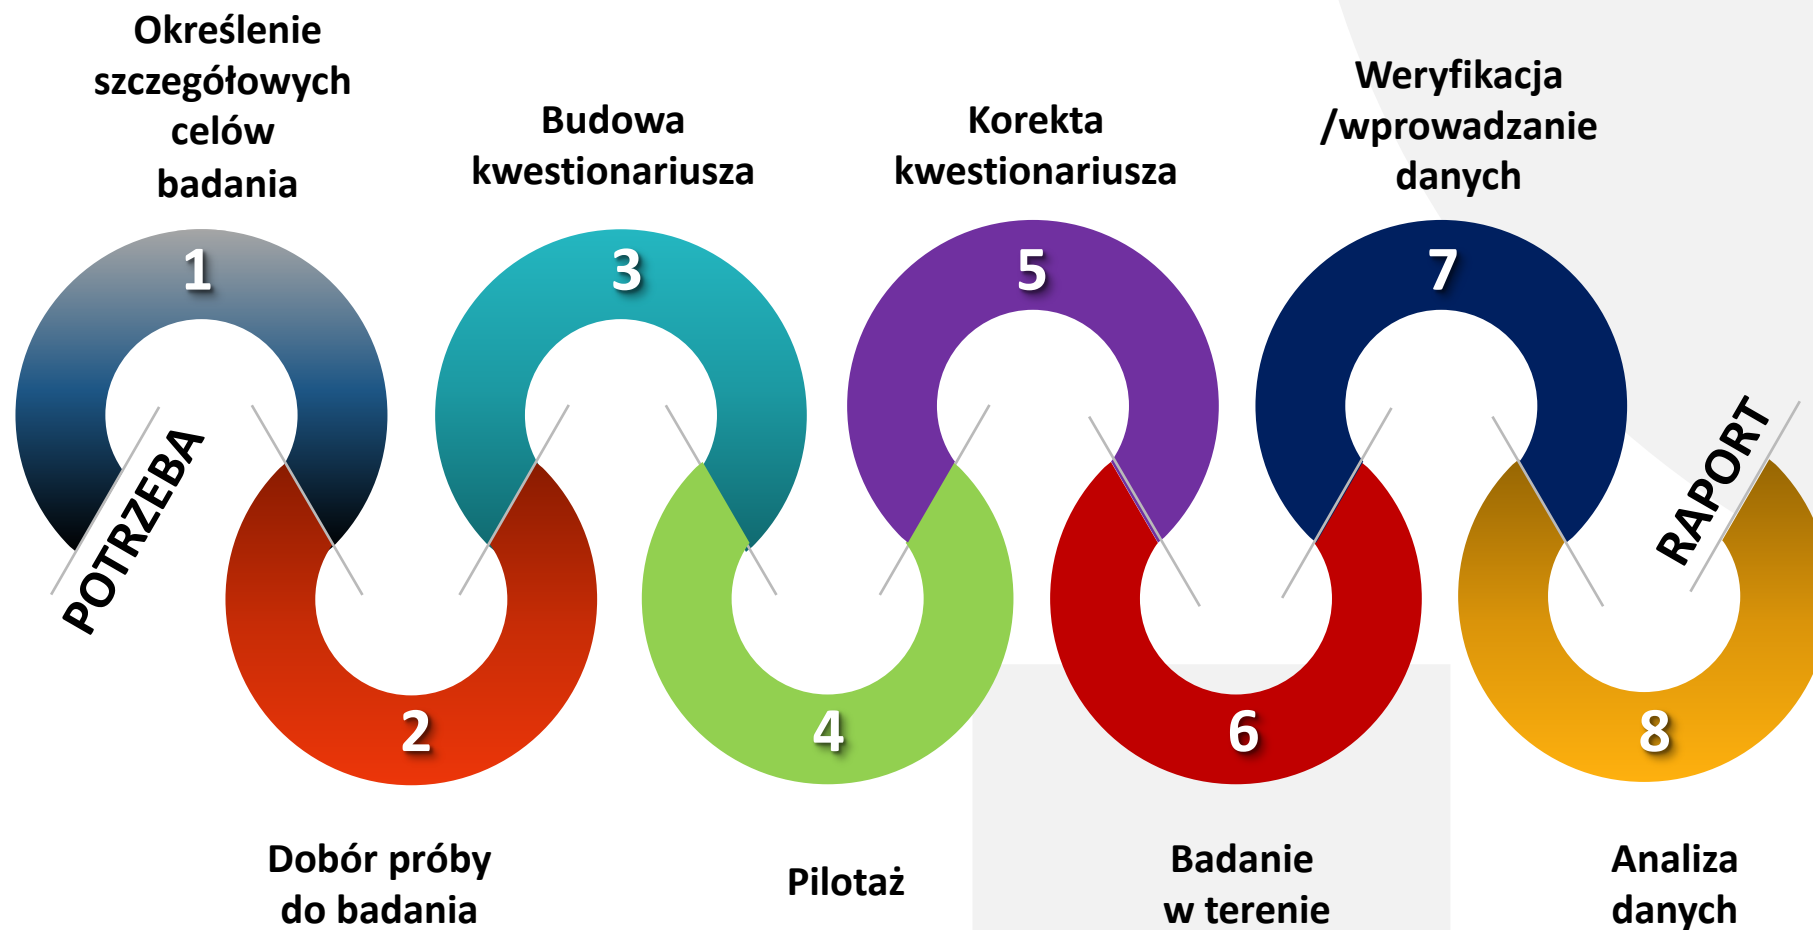 Określenie
szczegółowych
celów
badania
Budowa
kwestionariusza
Korekta
kwestionariusza
Weryfikacja
/wprowadzanie
danych
1
3
5
7
POTRZEBA
RAPORT
2
4
6
8
Dobór próby
do badania
Pilotaż
Badanie
w terenie
Analiza
danych